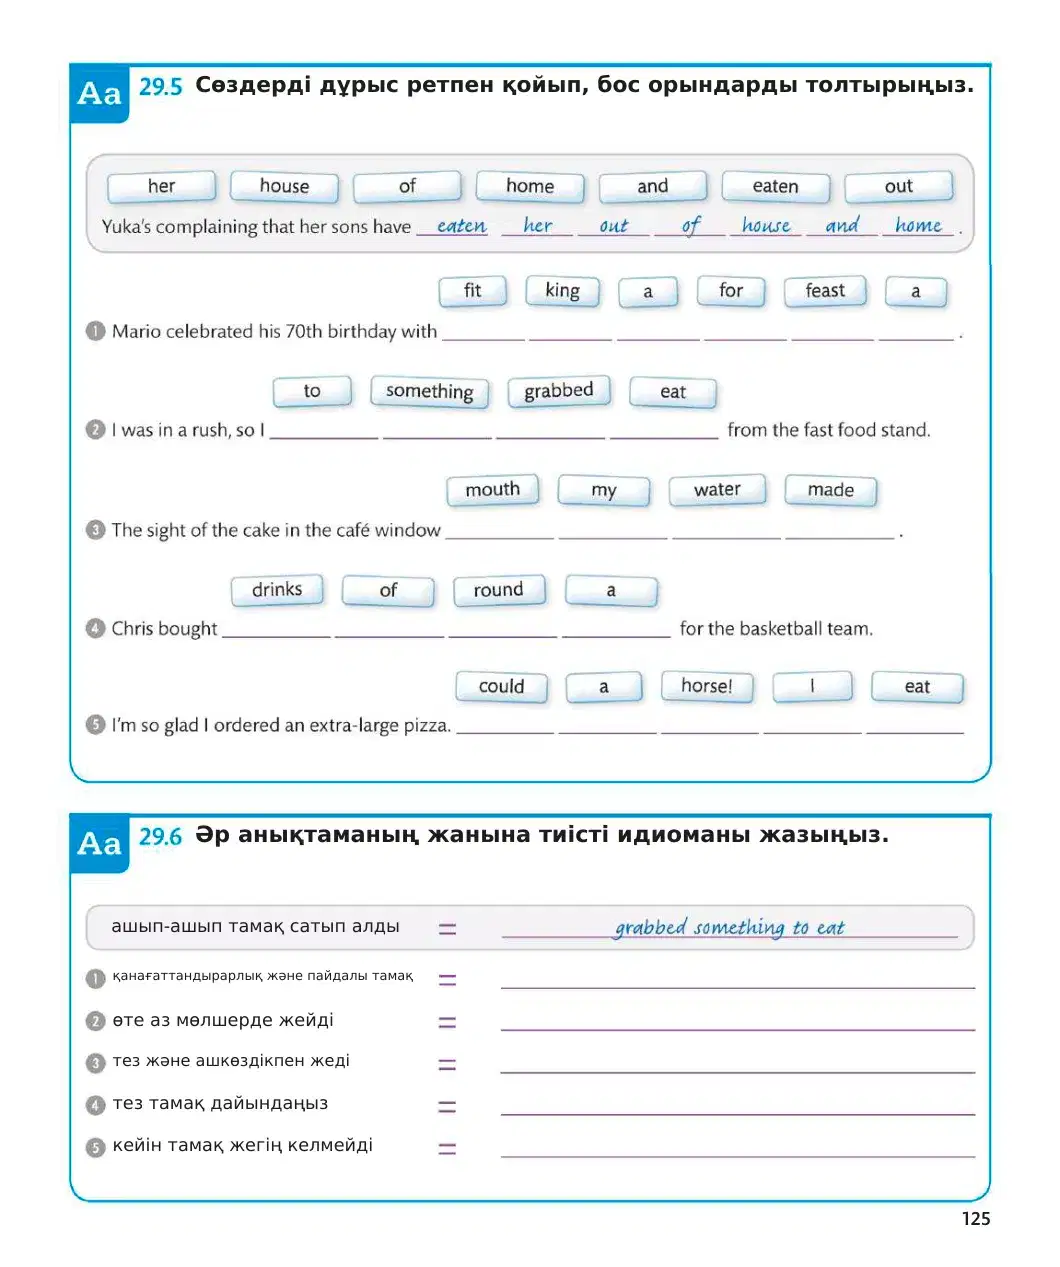 Aa 29.5 Сөздерді дұрыс ретпен қойып, бос орындарды толтырыңыз.
her house of home and eaten out
Yuka's complaining that her sons have eaten her out of house and home .
fit king a for feast a
1 Mario celebrated his 70th birthday with .
to something grabbed eat
2 I was in a rush, so I from the fast food stand.
mouth my water made
3 The sight of the cake in the café window .
drinks of round a
4 Chris bought for the basketball team.
could a horse! I eat
5 I'm so glad I ordered an extra-large pizza.
Aa 29.6 Әр анықтаманың жанына тиісті идиоманы жазыңыз.
ашып-ашып тамақ сатып алды = grabbed something to eat
1 қанағаттандырарлық және пайдалы тамақ =
2 өте аз мөлшерде жейді =
3 тез және ашкөздікпен жеді =
4 тез тамақ дайындаңыз =
5 кейін тамақ жегің келмейді =
125